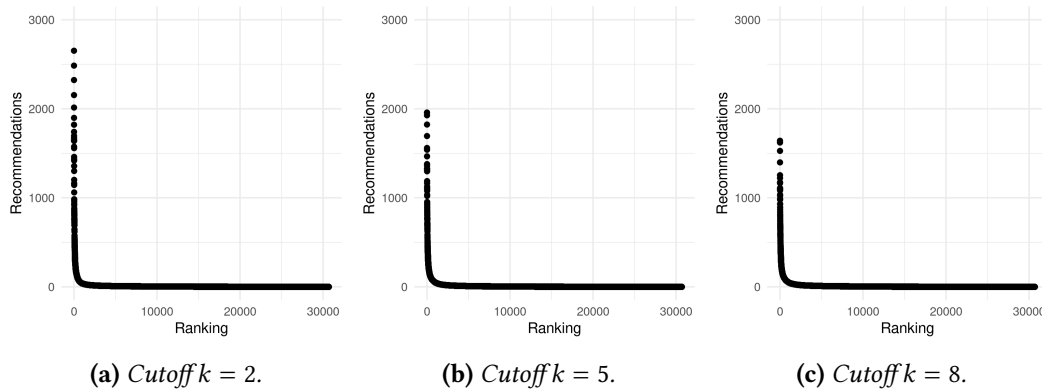 3000
2000
1000
0
Recommendations
0 10000 20000 30000
Ranking
(a) Cutoff k = 2.
3000
2000
1000
0
Recommendations
0 10000 20000 30000
Ranking
(b) Cutoff k = 5.
3000
2000
1000
0
Recommendations
0 10000 20000 30000
Ranking
(c) Cutoff k = 8.